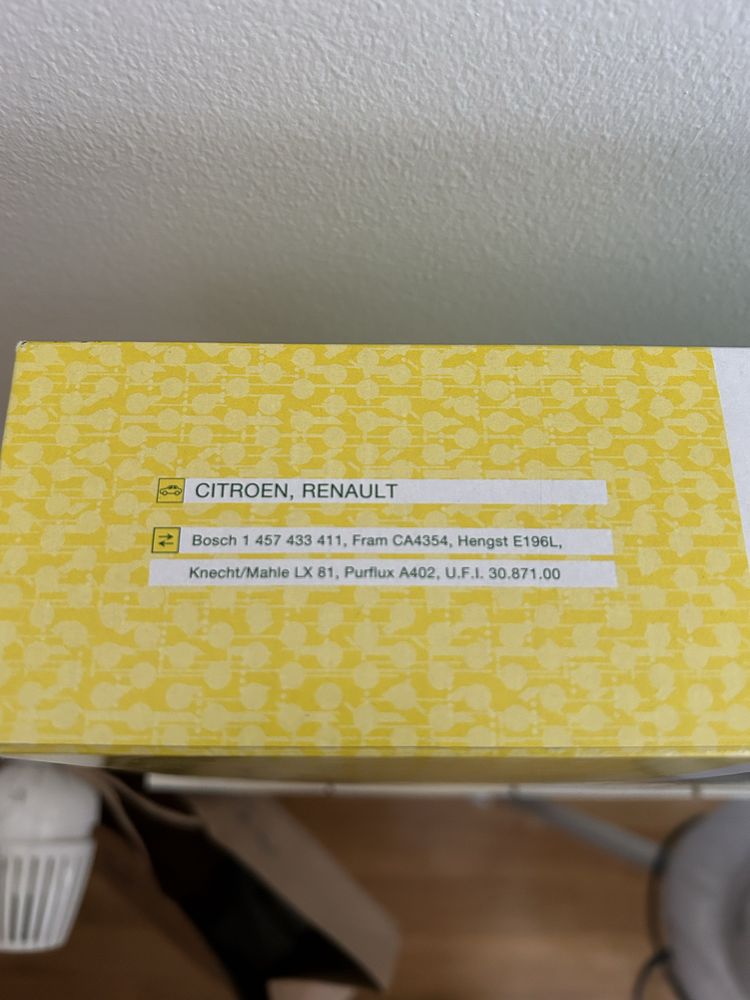 CITROEN, RENAULT
Bosch 1 457 433 411, Fram CA4354, Hengst E196L,
Knecht/Mahle LX 81, Purflux A402, U.F.I. 30.871.00